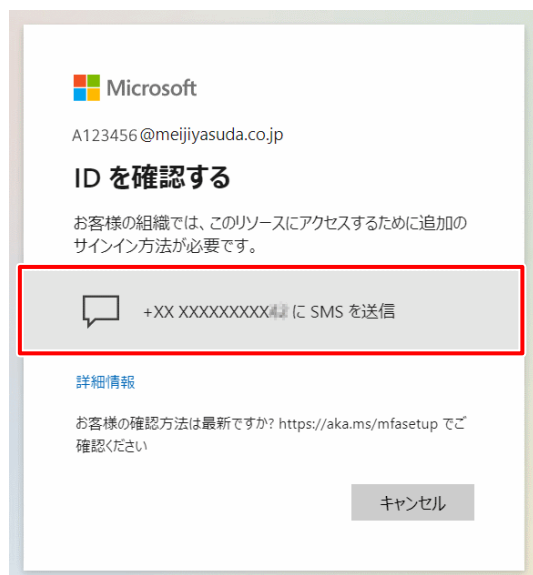 Microsoft
A123456@meijiyasuda.co.jp
ID を確認する
お客様の組織では、このリソースにアクセスするために追加の
サインイン方法が必要です。
+XX XXXXXXXXX に SMS を送信
詳細情報
お客様の確認方法は最新ですか? https://aka.ms/mfasetup でご
確認ください
キャンセル